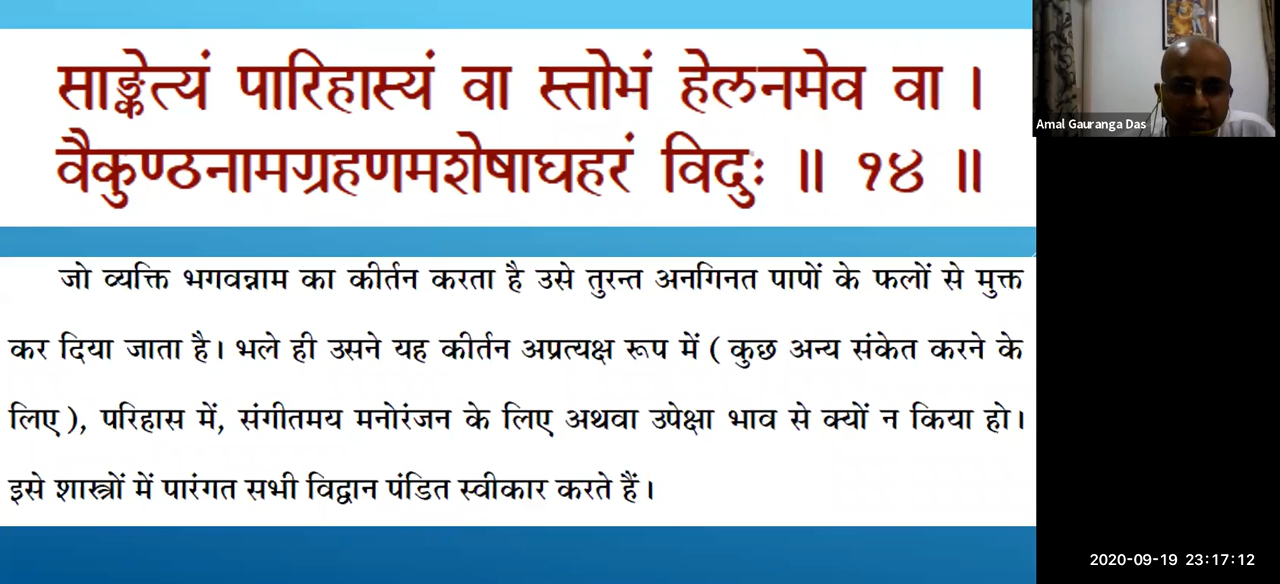 साङ्केत्यं पारिहास्यं वा स्तोभं हेलनमेव वा ।
वैकुण्ठनामग्रहणमशेषाघहरं विदुः ॥ १४ ॥
जो व्यक्ति भगवन्नाम का कीर्तन करता है उसे तुरन्त अनगिनत पापों के फलों से मुक्त
कर दिया जाता है। भले ही उसने यह कीर्तन अप्रत्यक्ष रूप में ( कुछ अन्य संकेत करने के
लिए ), परिहास में, संगीतमय मनोरंजन के लिए अथवा उपेक्षा भाव से क्यों न किया हो।
इसे शास्त्रों में पारंगत सभी विद्वान पंडित स्वीकार करते हैं।
Amal Gauranga Das
2020-09-19 23:17:12